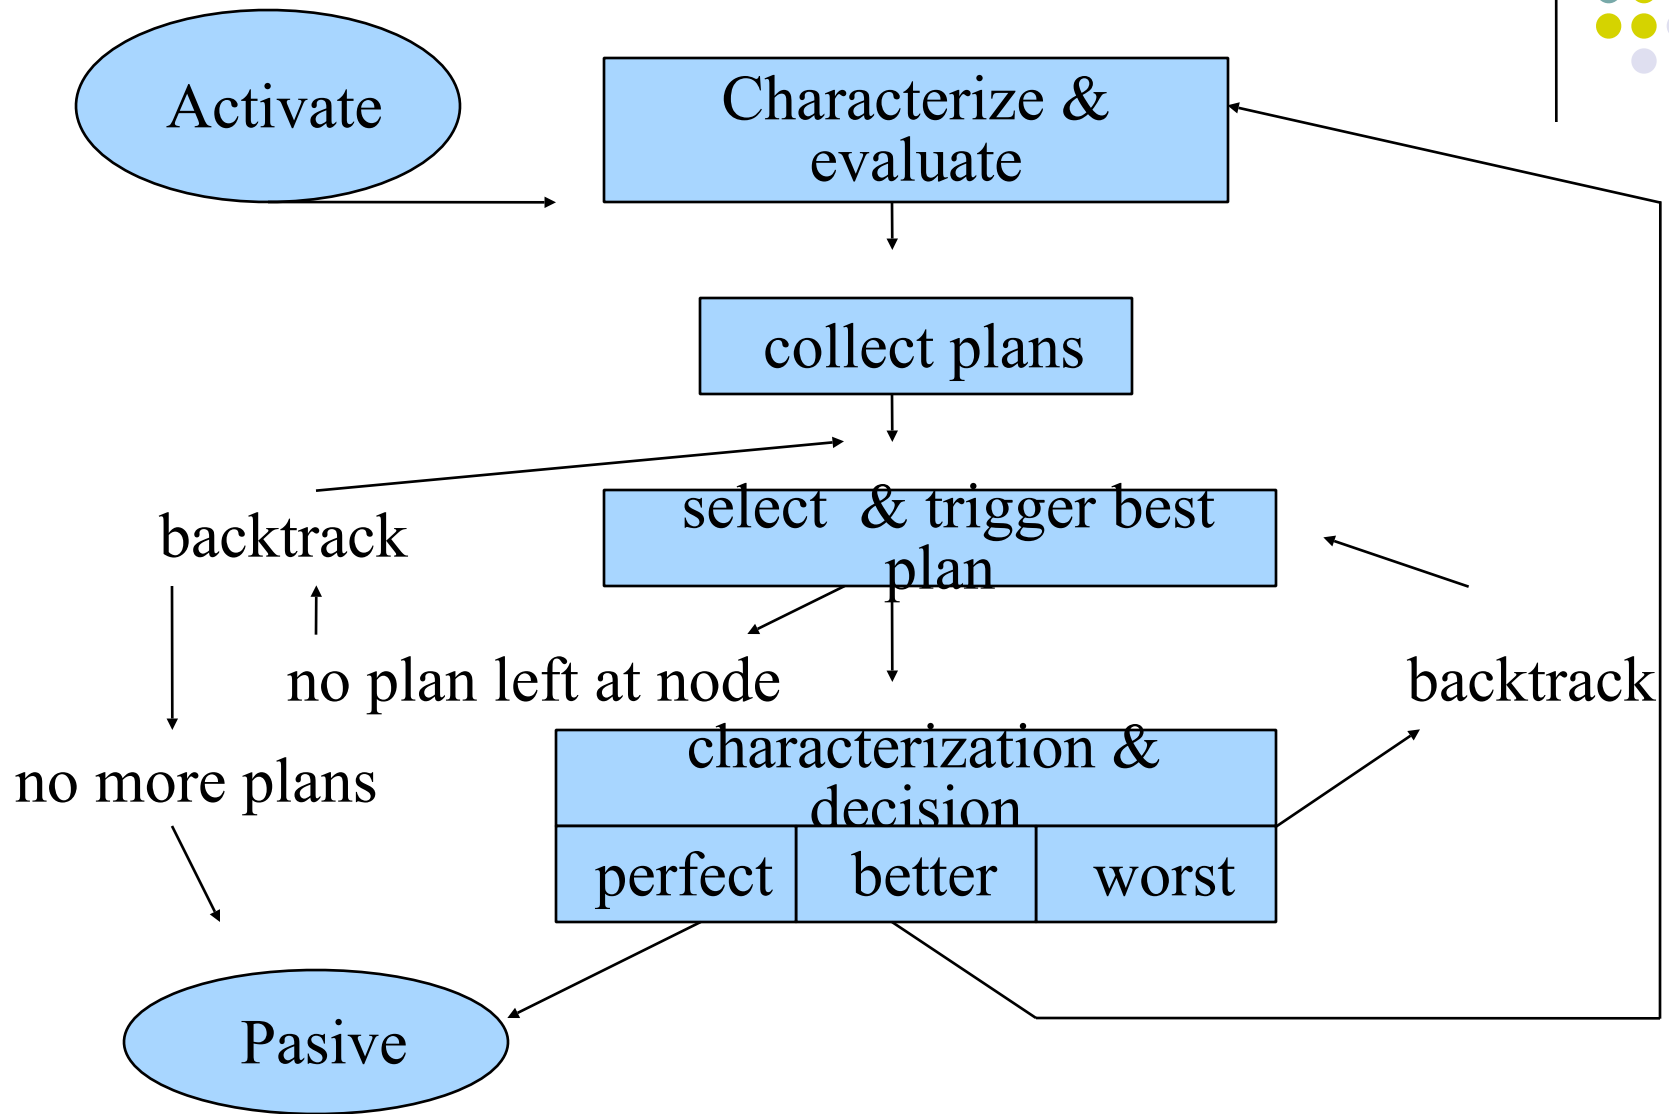 Activate
Characterize &
evaluate
collect plans
select & trigger best
plan
backtrack
no plan left at node
backtrack
no more plans
characterization &
decision
perfect
better
worst
Pasive